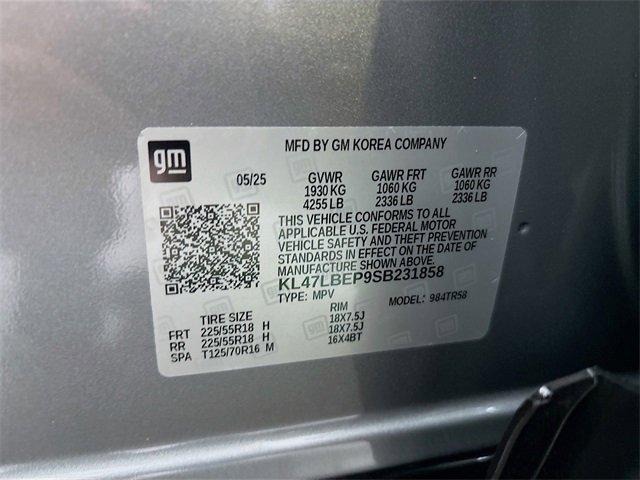 gm
MFD BY GM KOREA COMPANY
05/25 GVWR GAWR FRT GAWR RR
1930 KG 1060 KG 1060 KG
4255 LB 2336 LB 2336 LB
THIS VEHICLE CONFORMS TO ALL
APPLICABLE U.S. FEDERAL MOTOR
VEHICLE SAFETY AND THEFT PREVENTION
STANDARDS IN EFFECT ON THE DATE OF
MANUFACTURE SHOWN ABOVE.
KL47LBEP9SB231858
TYPE: MPV MODEL: 984TR58
TIRE SIZE RIM
FRT 225/55R18 H 18X7.5J
RR 225/55R18 H 18X7.5J
SPA T125/70R16 M 16X4BT